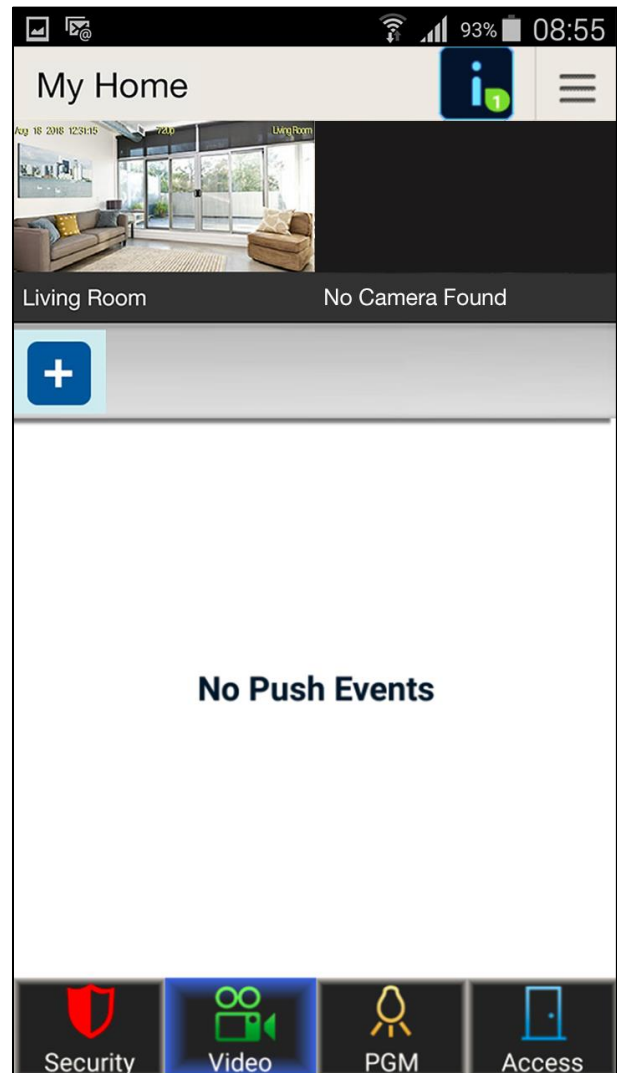 93% 08:55
My Home
i 1
Aug 18 2018 12:31:15 720p Living Room
Living Room No Camera Found
+
No Push Events
Security Video PGM Access